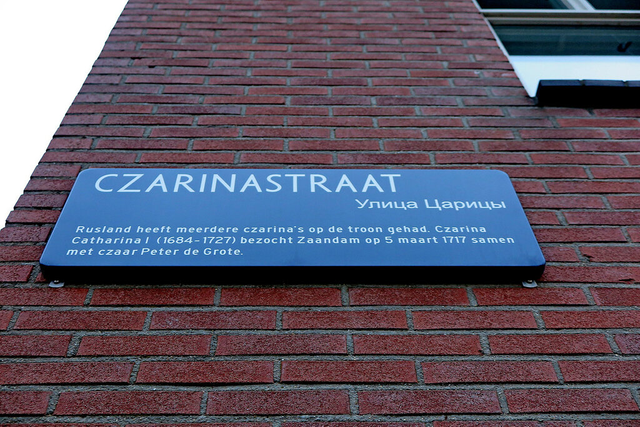 CZARINASTRAAT
Улица Царицы
Rusland heeft meerdere czarina's op de troon gehad. Czarina
Catharina I (1684-1727) bezocht Zaandam op 5 maart 1717 samen
met czaar Peter de Grote.